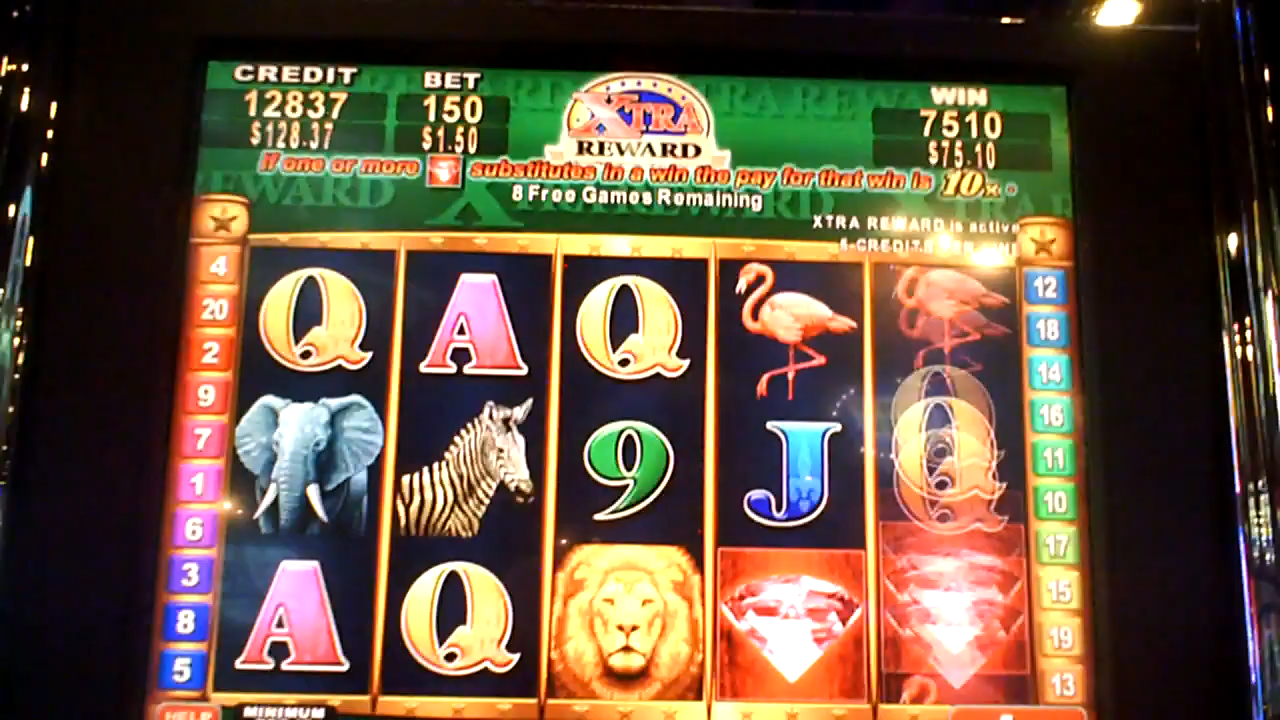 CREDIT BET WIN
12837 150 7510
$128.37 $1.50 $75.10
XTRA
REWARD
If one or more substitutes in a win the pay for that win is 10x.
8 Free Games Remaining
XTRA REWARD is active
4 12
20 18
2 14
9 16
7 11
1 10
6 17
3 15
8 19
5 13
Q A Q
9 J Q
A Q
HELP MINIMUM